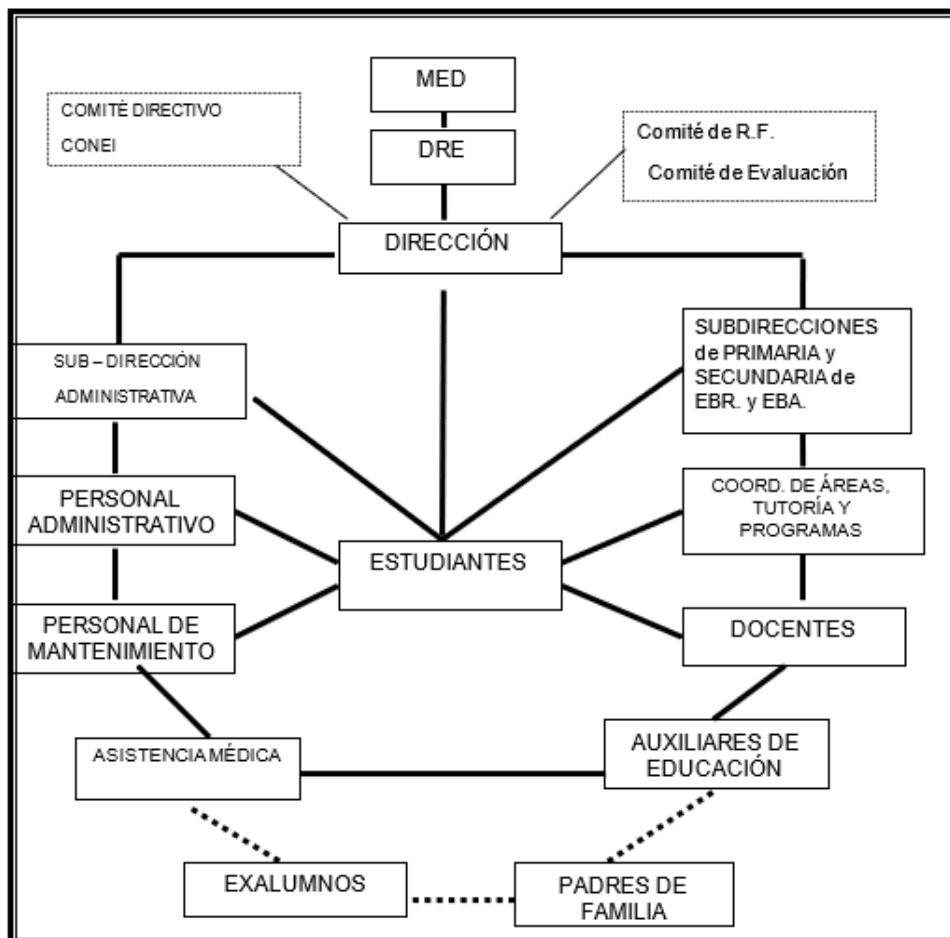 MED
COMITÉ DIRECTIVO
CONEI
DRE
Comité de R.F.
Comité de Evaluación
DIRECCIÓN
SUB – DIRECCIÓN
ADMINISTRATIVA
SUBDIRECCIONES
de PRIMARIA y
SECUNDARIA de
EBR. y EBA.
PERSONAL
ADMINISTRATIVO
COORD. DE ÁREAS,
TUTORÍA Y
PROGRAMAS
ESTUDIANTES
PERSONAL DE
MANTENIMIENTO
DOCENTES
ASISTENCIA MÉDICA
AUXILIARES DE
EDUCACIÓN
EXALUMNOS
PADRES DE
FAMILIA